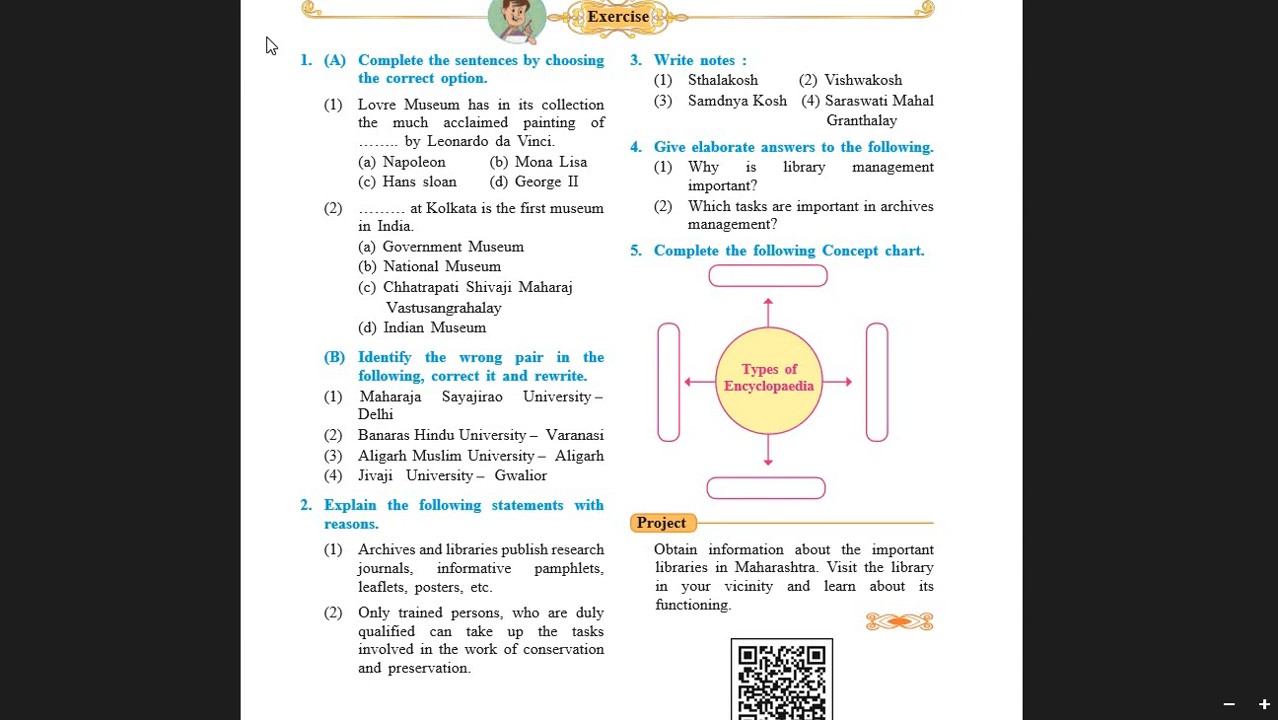 Exercise
1. (A) Complete the sentences by choosing
the correct option.
(1) Lovre Museum has in its collection
the much acclaimed painting of
........ by Leonardo da Vinci.
(a) Napoleon (b) Mona Lisa
(c) Hans sloan (d) George II
(2) ......... at Kolkata is the first museum
in India.
(a) Government Museum
(b) National Museum
(c) Chhatrapati Shivaji Maharaj
Vastusangrahalay
(d) Indian Museum
(B) Identify the wrong pair in the
following, correct it and rewrite.
(1) Maharaja Sayajirao University –
Delhi
(2) Banaras Hindu University – Varanasi
(3) Aligarh Muslim University – Aligarh
(4) Jivaji University – Gwalior
2. Explain the following statements with
reasons.
(1) Archives and libraries publish research
journals, informative pamphlets,
leaflets, posters, etc.
(2) Only trained persons, who are duly
qualified can take up the tasks
involved in the work of conservation
and preservation.
3. Write notes :
(1) Sthalakosh (2) Vishwakosh
(3) Samdnya Kosh (4) Saraswati Mahal
Granthalay
4. Give elaborate answers to the following.
(1) Why is library management
important?
(2) Which tasks are important in archives
management?
5. Complete the following Concept chart.
Types of
Encyclopaedia
Project
Obtain information about the important
libraries in Maharashtra. Visit the library
in your vicinity and learn about its
functioning.